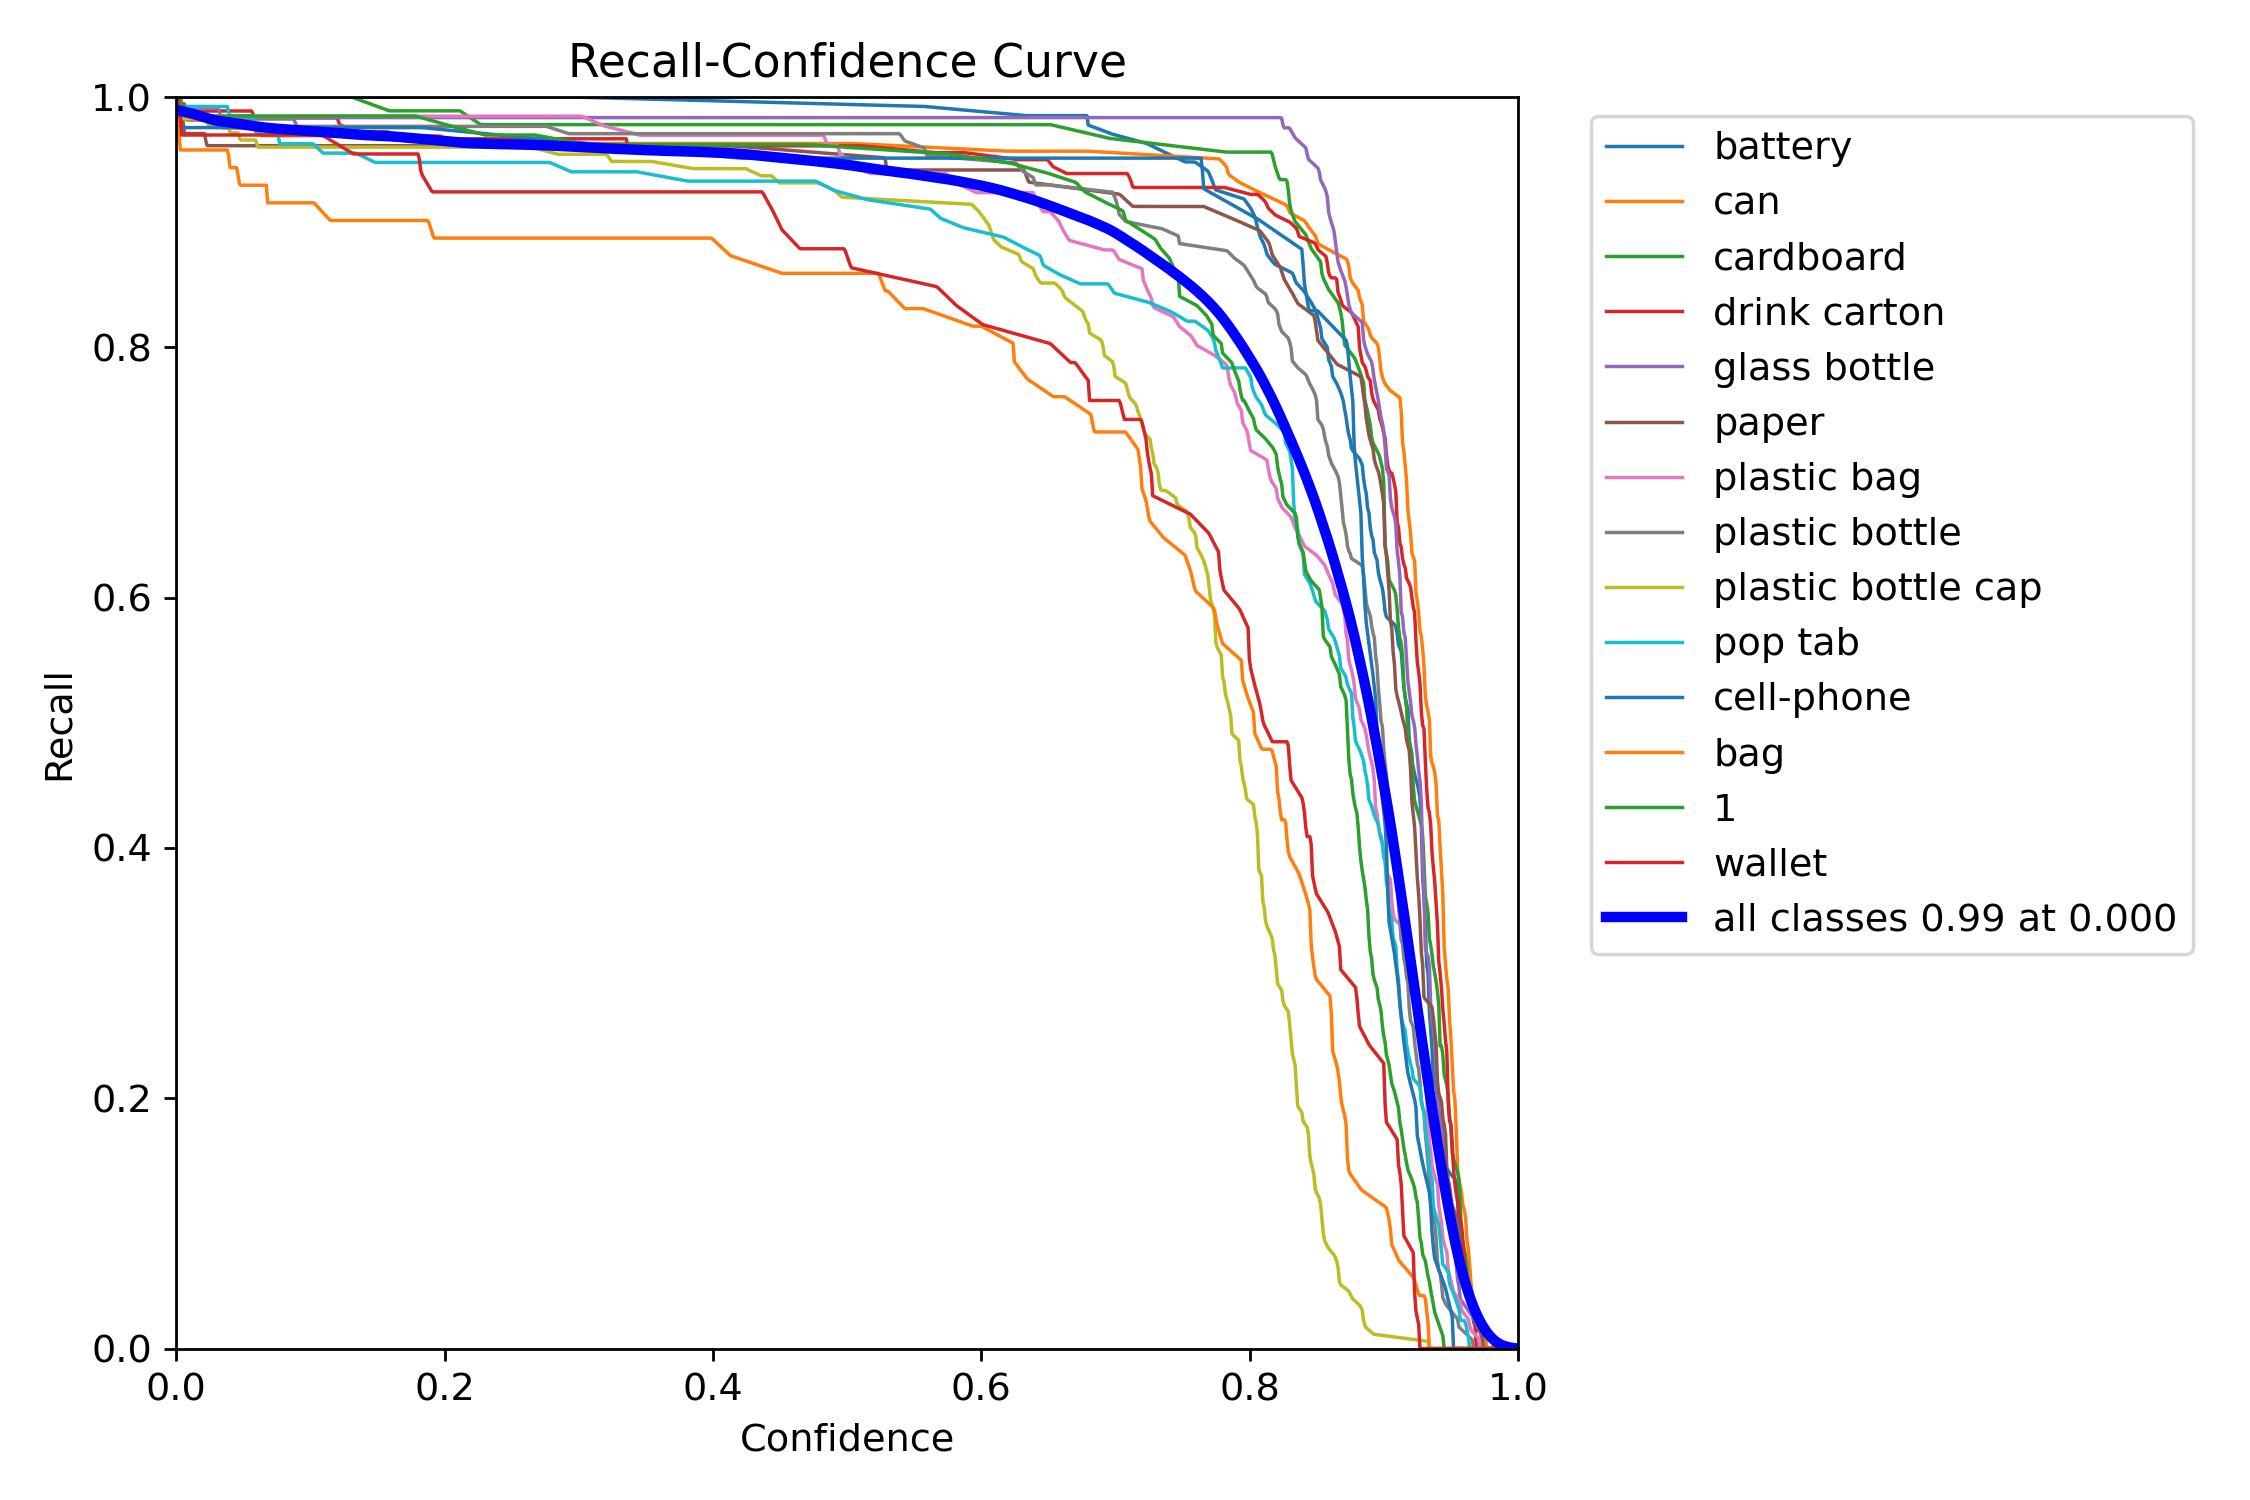 Recall-Confidence Curve
1.0
0.8
0.6
0.4
0.2
0.0
Recall
0.0 0.2 0.4 0.6 0.8 1.0
Confidence
battery
can
cardboard
drink carton
glass bottle
paper
plastic bag
plastic bottle
plastic bottle cap
pop tab
cell-phone
bag
1
wallet
all classes 0.99 at 0.000